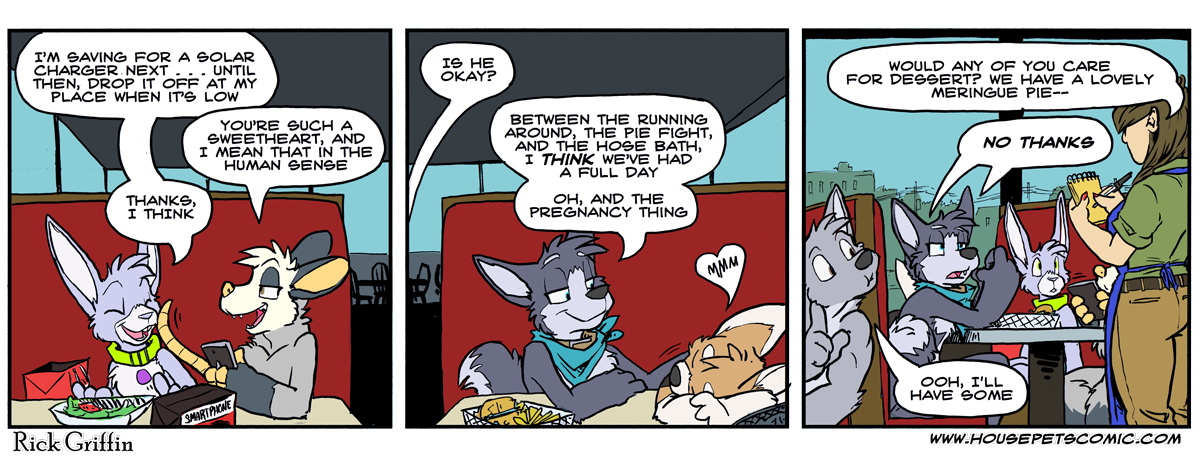 I'M SAVING FOR A SOLAR
CHARGER NEXT . . . UNTIL
THEN, DROP IT OFF AT MY
PLACE WHEN IT'S LOW
YOU'RE SUCH A
SWEETHEART, AND
I MEAN THAT IN THE
HUMAN SENSE
THANKS,
I THINK
SMARTPHONE
IS HE
OKAY?
BETWEEN THE RUNNING
AROUND, THE PIE FIGHT,
AND THE HOSE BATH,
I THINK WE'VE HAD
A FULL DAY
OH, AND THE
PREGNANCY THING
MMM
WOULD ANY OF YOU CARE
FOR DESSERT? WE HAVE A LOVELY
MERINGUE PIE--
NO THANKS
OOH, I'LL
HAVE SOME
Rick Griffin
WWW.HOUSEPETSCOMIC.COM